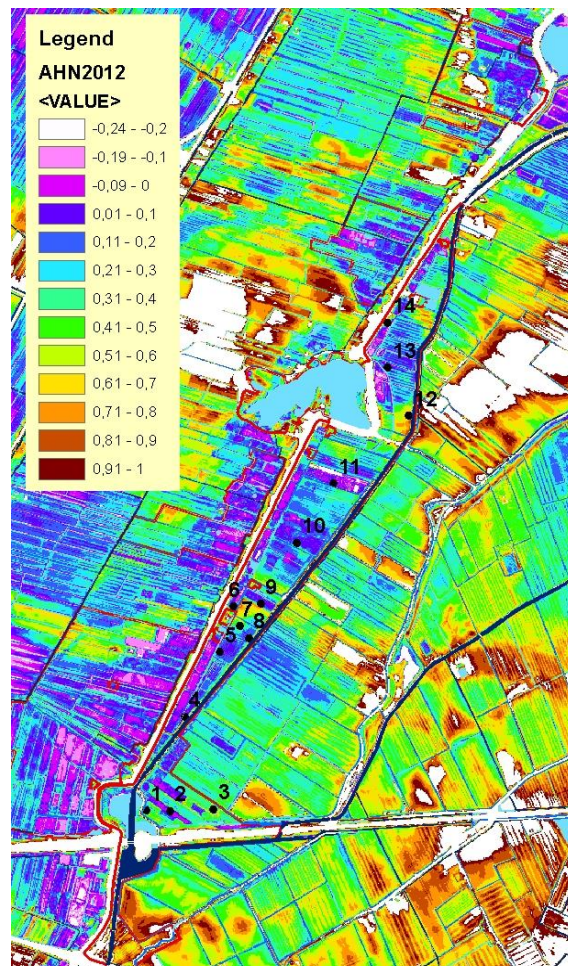 Legend
AHN2012
<VALUE>
-0,24 - -0,2
-0,19 - -0,1
-0,09 - 0
0,01 - 0,1
0,11 - 0,2
0,21 - 0,3
0,31 - 0,4
0,41 - 0,5
0,51 - 0,6
0,61 - 0,7
0,71 - 0,8
0,81 - 0,9
0,91 - 1
14
13
12
11
10
9
6
7
8
5
4
1
2
3